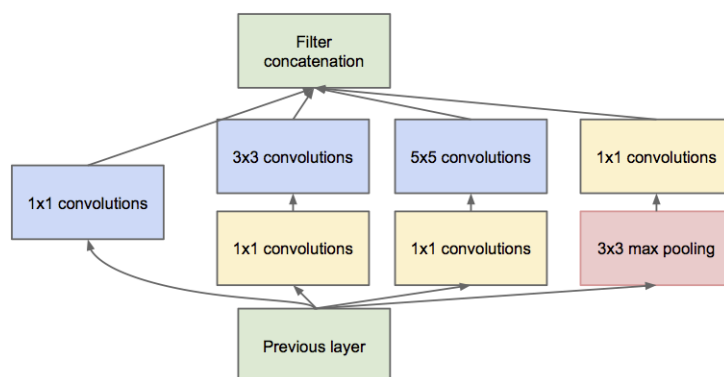 Filter
concatenation
3x3 convolutions
5x5 convolutions
1x1 convolutions
1x1 convolutions
1x1 convolutions
1x1 convolutions
3x3 max pooling
Previous layer